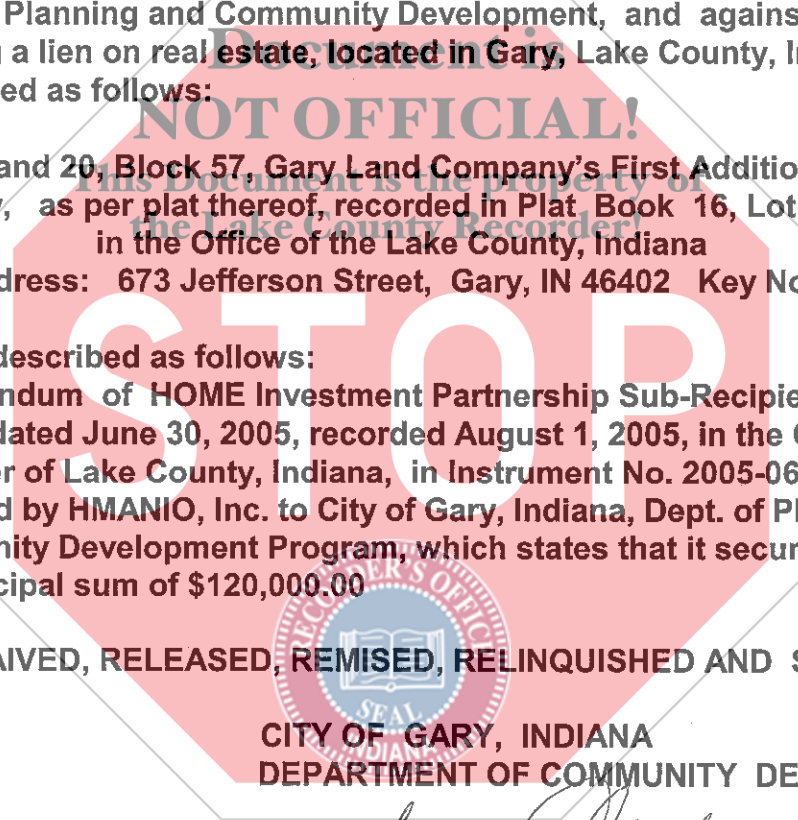 Planning and Community Development, and agains
a lien on real estate, located in Gary, Lake County, I
ed as follows:
Document is
NOT OFFICIAL!
This Document is the property of
the Lake County Recorder!
and 20, Block 57, Gary Land Company's First Additio
as per plat thereof, recorded in Plat Book 16, Lot
in the Office of the Lake County, Indiana
dress: 673 Jefferson Street, Gary, IN 46402 Key No
STOP
described as follows:
ndum of HOME Investment Partnership Sub-Recipie
dated June 30, 2005, recorded August 1, 2005, in the
r of Lake County, Indiana, in Instrument No. 2005-06
d by HMANIO, Inc. to City of Gary, Indiana, Dept. of Pl
nity Development Program, which states that it secur
cipal sum of $120,000.00
RECORDER'S OFFICE
SEAL
INDIANA
AIVED, RELEASED, REMISED, RELINQUISHED AND S
CITY OF GARY, INDIANA
DEPARTMENT OF COMMUNITY DE